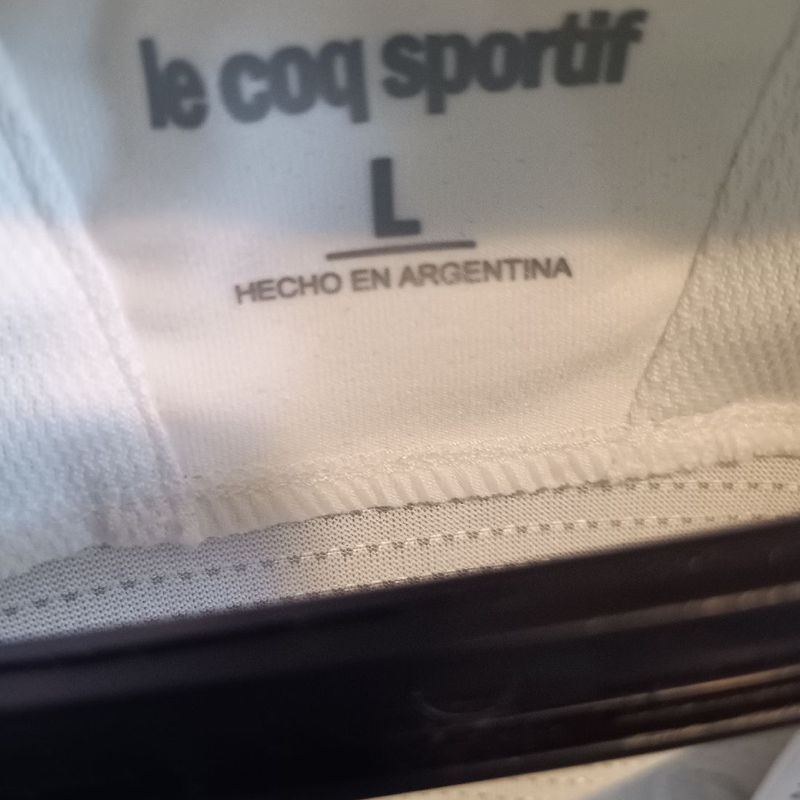 le coq sportif
L
HECHO EN ARGENTINA